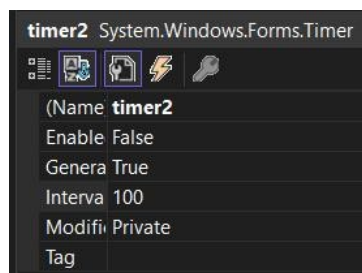 timer2 System.Windows.Forms.Timer
(Name) timer2
Enable False
Genera True
Interva 100
Modifi Private
Tag